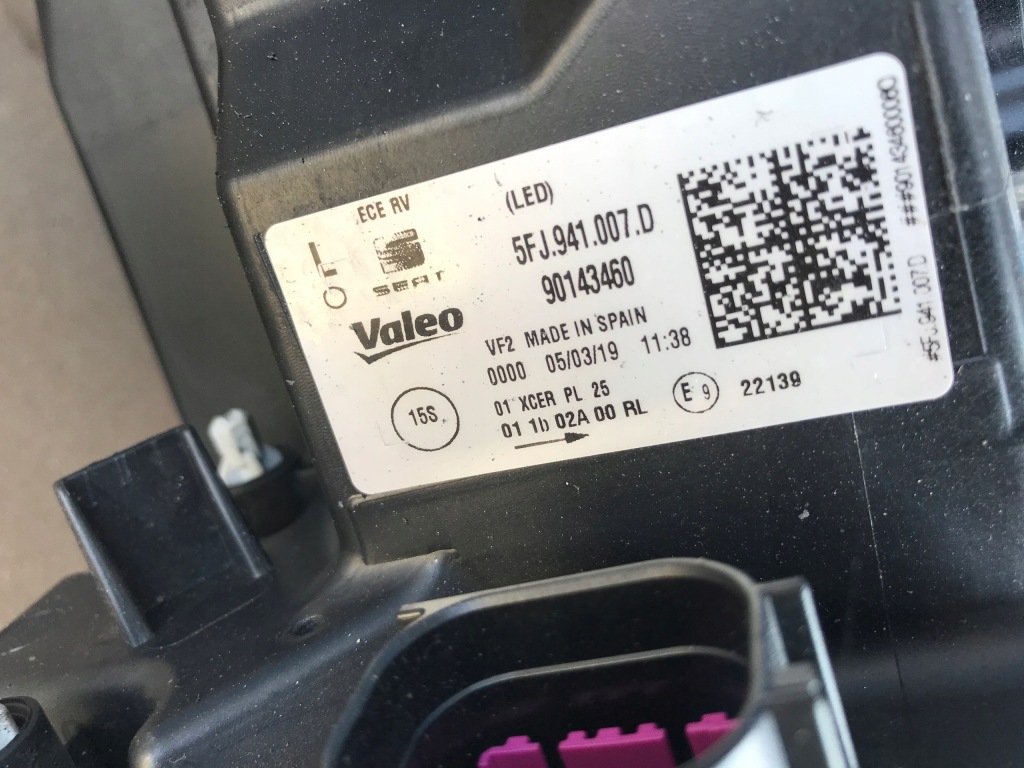 ECE RV
(LED)
L
SEAT
5FJ.941.007.D
90143460
Valeo
VF2 MADE IN SPAIN
0000 05/03/19 11:38
15S
01 XCER PL 25
01 1b 02A 00 RL
E 9
22139
#5FJ.941.007D